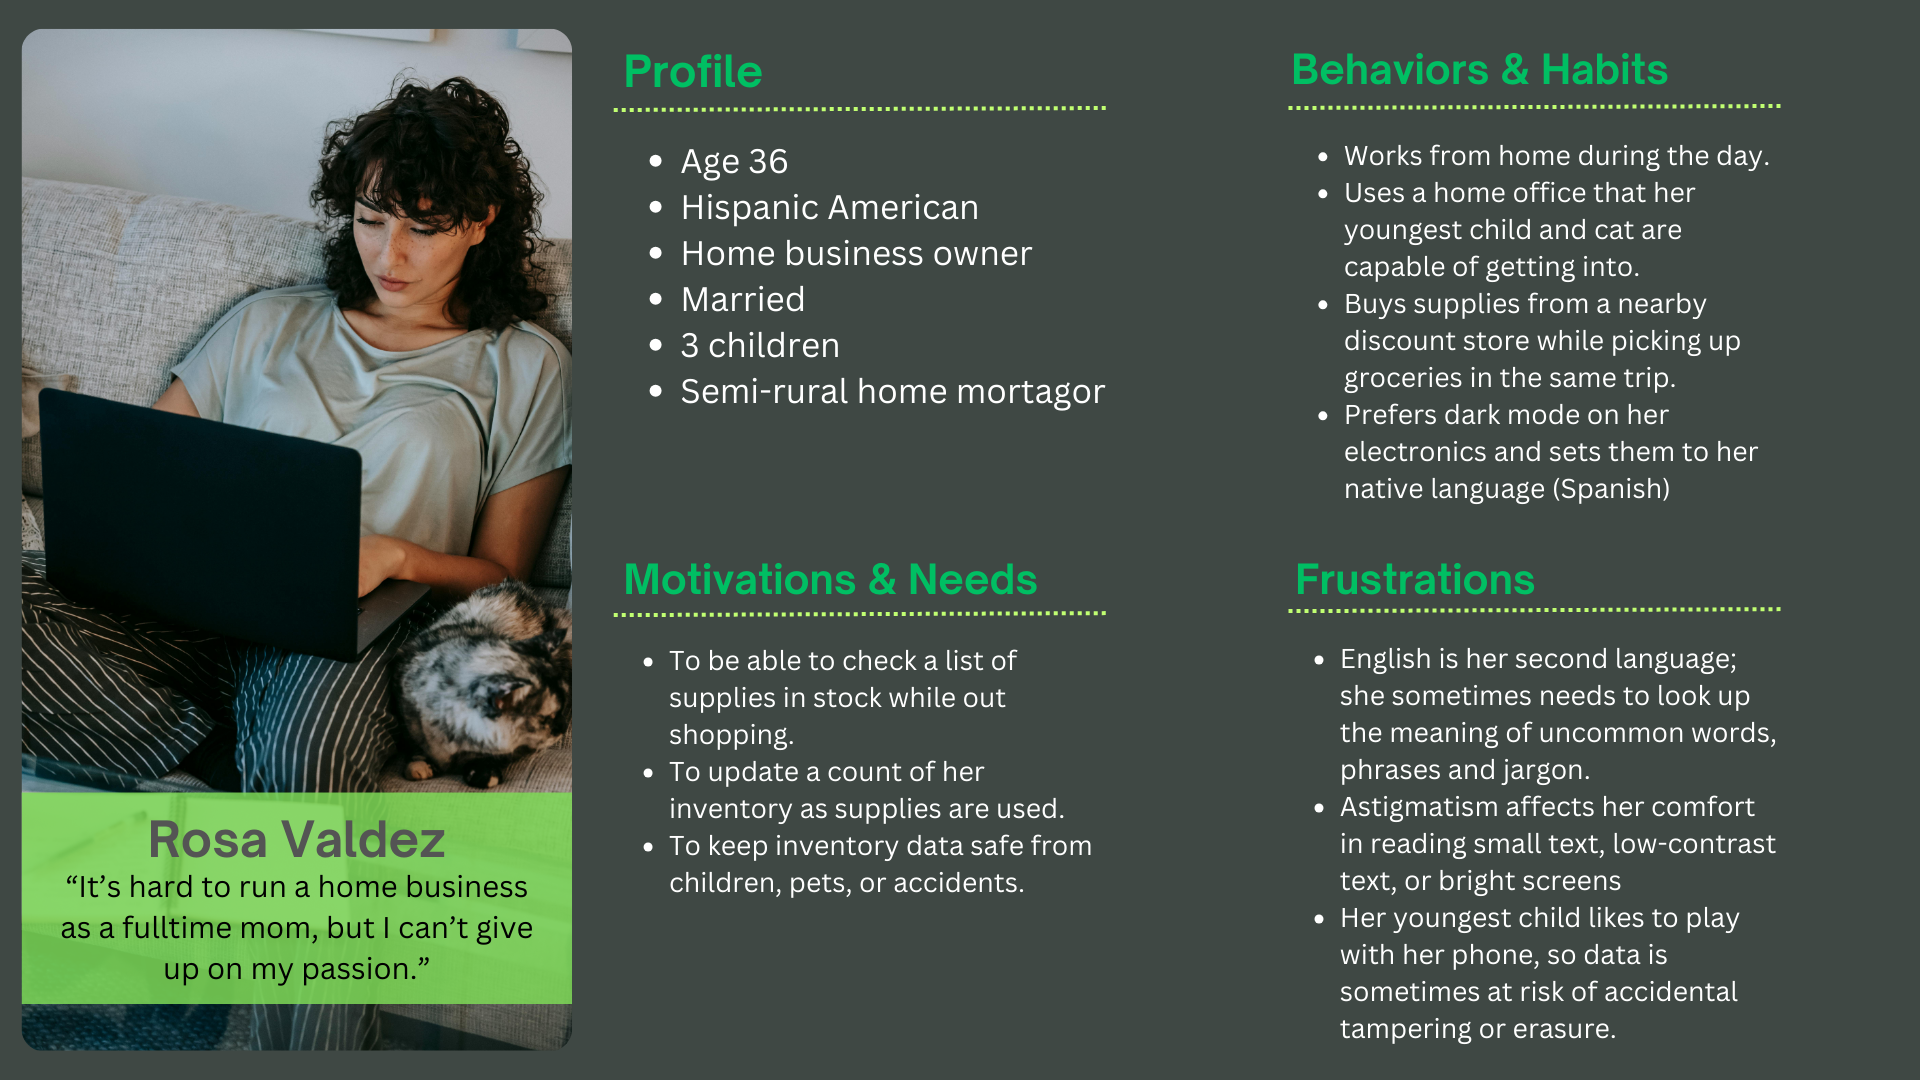 Rosa Valdez
“It’s hard to run a home business
as a fulltime mom, but I can’t give
up on my passion.”
Profile
• Age 36
• Hispanic American
• Home business owner
• Married
• 3 children
• Semi-rural home mortagor
Motivations & Needs
• To be able to check a list of
supplies in stock while out
shopping.
• To update a count of her
inventory as supplies are used.
• To keep inventory data safe from
children, pets, or accidents.
Behaviors & Habits
• Works from home during the day.
• Uses a home office that her
youngest child and cat are
capable of getting into.
• Buys supplies from a nearby
discount store while picking up
groceries in the same trip.
• Prefers dark mode on her
electronics and sets them to her
native language (Spanish)
Frustrations
• English is her second language;
she sometimes needs to look up
the meaning of uncommon words,
phrases and jargon.
• Astigmatism affects her comfort
in reading small text, low-contrast
text, or bright screens
• Her youngest child likes to play
with her phone, so data is
sometimes at risk of accidental
tampering or erasure.